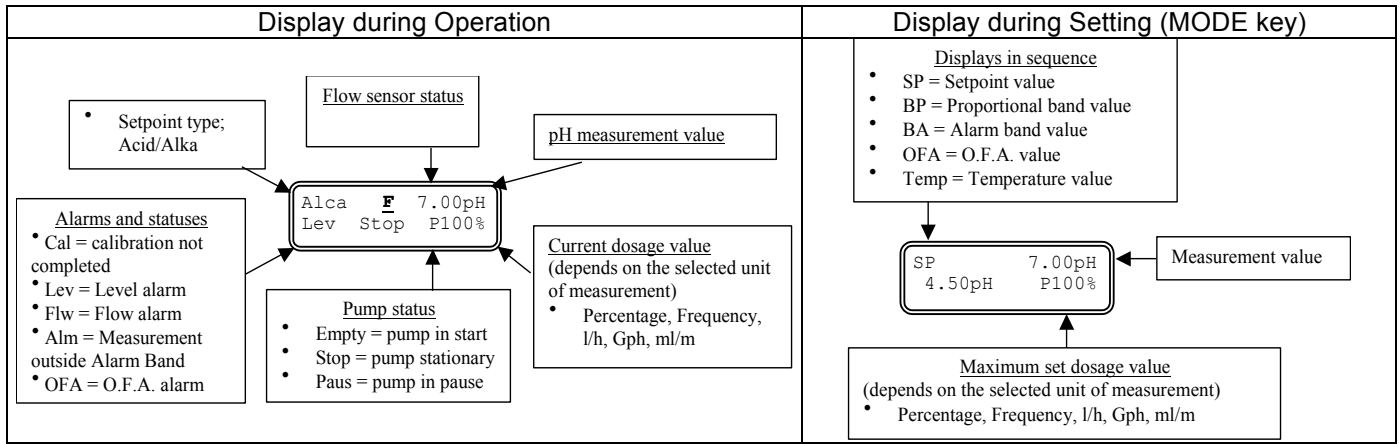 Display during Operation
Flow sensor status
• Setpoint type;
Acid/Alka
pH measurement value
Alca F 7.00pH
Lev Stop P100%
Alarms and statuses
• Cal = calibration not
completed
• Lev = Level alarm
• Flw = Flow alarm
• Alm = Measurement
outside Alarm Band
• OFA = O.F.A. alarm
Pump status
• Empty = pump in start
• Stop = pump stationary
• Paus = pump in pause
Current dosage value
(depends on the selected unit
of measurement)
• Percentage, Frequency,
l/h, Gph, ml/m
Display during Setting (MODE key)
Displays in sequence
• SP = Setpoint value
• BP = Proportional band value
• BA = Alarm band value
• OFA = O.F.A. value
• Temp = Temperature value
SP 7.00pH
4.50pH P100%
Measurement value
Maximum set dosage value
(depends on the selected unit of measurement)
• Percentage, Frequency, l/h, Gph, ml/m